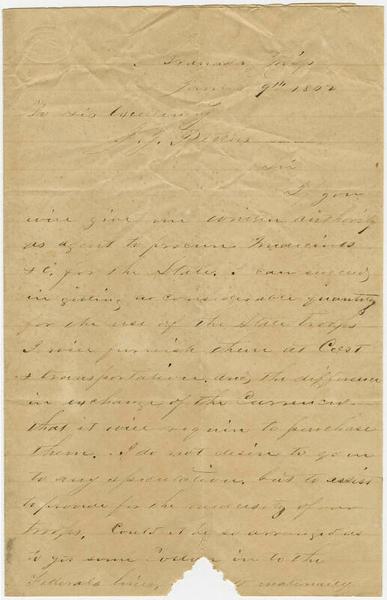 Grenada, Miss
January 9th 1862
To His Excellency
J. J. Pettus
Sir
If you
will give me written authority
as agent to procure Medicines
&C, for the State. I can succeed
in getting a considerable quantity
for the use of the State troops
I will furnish them at Cost
& transportation. and the difference
in exchange of the Currency
that it will require to purchase
them. I do not desire to go in
to any speculation, but to assist
to provide for the necessity of our
troops. Could it be so arranged as
to get some Cotton in to the
Federals lines, materially